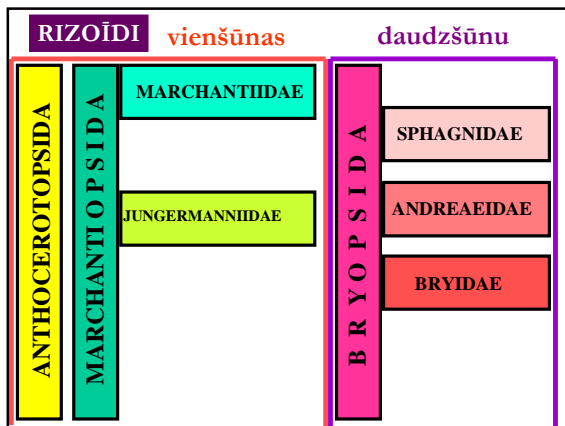 RIZOĪDI vienšūnas daudzšūnu
ANTHOCEROTOPSIDA
MARCHANTIOPSIDA
MARCHANTIIDAE
JUNGERMANNIIDAE
BRYOPSIDA
SPHAGNIDAE
ANDREAEIDAE
BRYIDAE